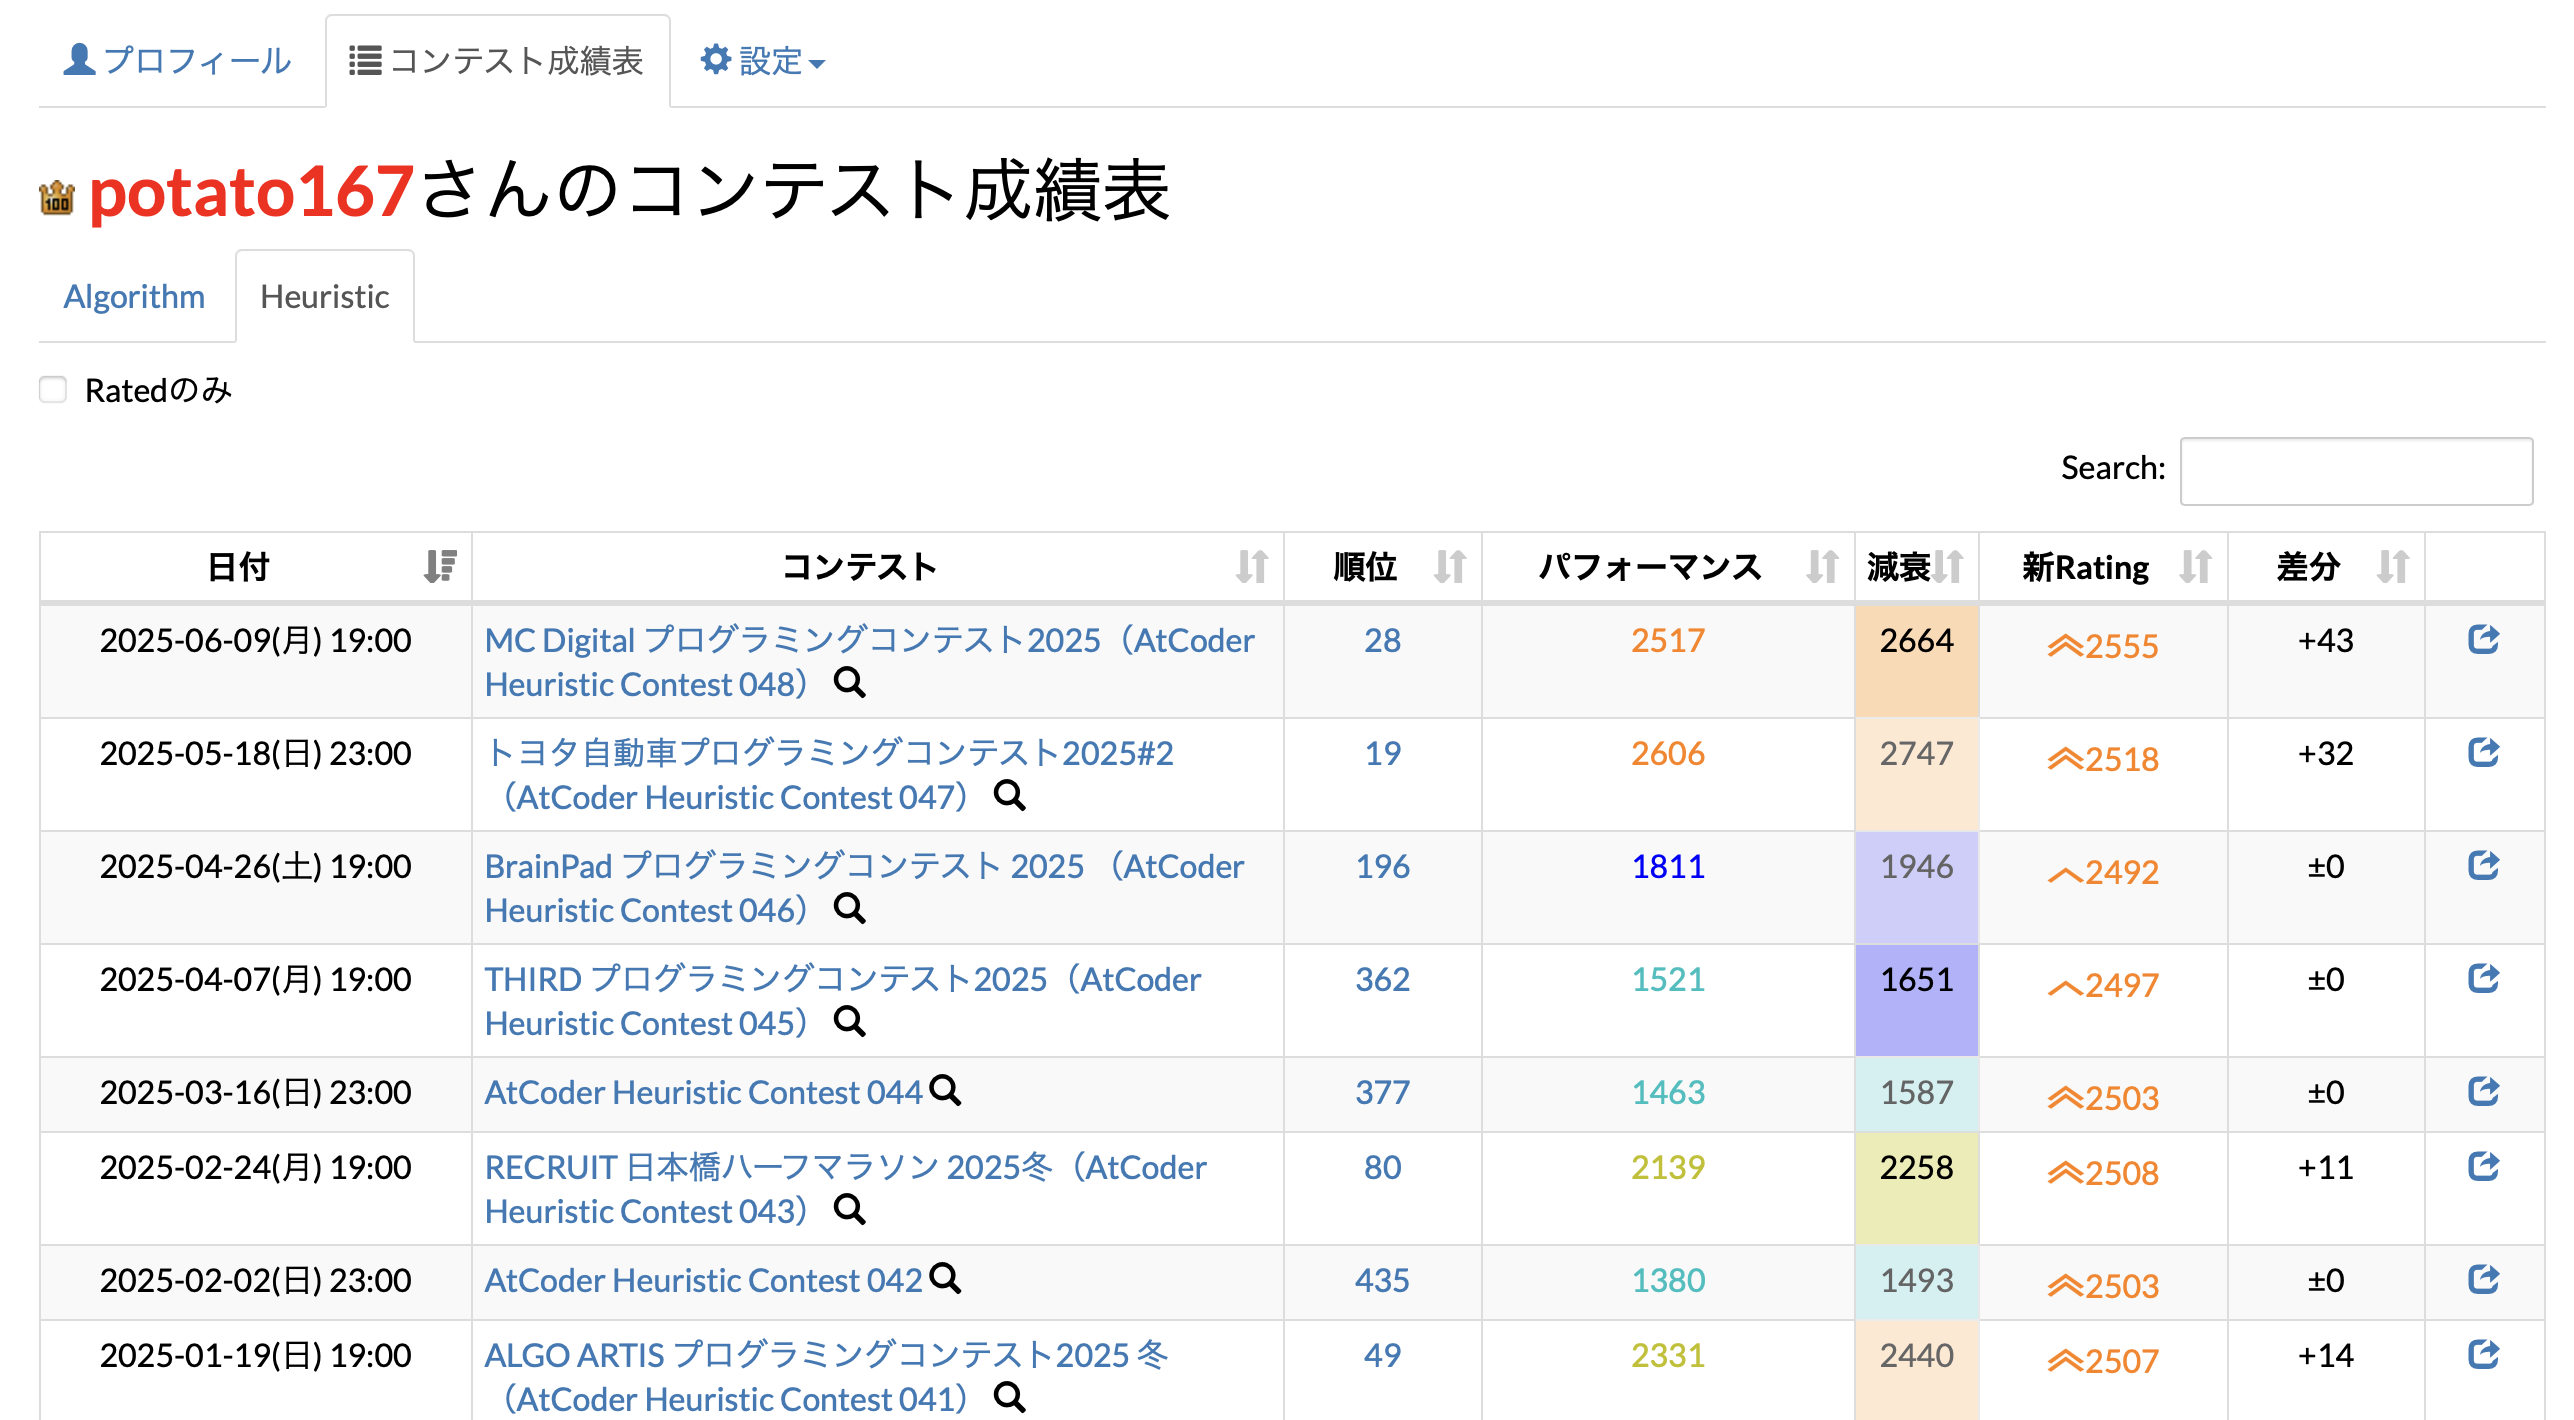 プロフィール コンテスト成績表 設定
100 potato167さんのコンテスト成績表
Algorithm Heuristic
Ratedのみ
Search:
日付 コンテスト 順位 パフォーマンス 減衰 新Rating 差分
2025-06-09(月) 19:00 MC Digital プログラミングコンテスト2025（AtCoder 28 2517 2664 2555 +43
Heuristic Contest 048）
2025-05-18(日) 23:00 トヨタ自動車プログラミングコンテスト2025#2 19 2606 2747 2518 +32
（AtCoder Heuristic Contest 047）
2025-04-26(土) 19:00 BrainPad プログラミングコンテスト 2025 （AtCoder 196 1811 1946 2492 ±0
Heuristic Contest 046）
2025-04-07(月) 19:00 THIRD プログラミングコンテスト2025（AtCoder 362 1521 1651 2497 ±0
Heuristic Contest 045）
2025-03-16(日) 23:00 AtCoder Heuristic Contest 044 377 1463 1587 2503 ±0
2025-02-24(月) 19:00 RECRUIT 日本橋ハーフマラソン 2025冬（AtCoder 80 2139 2258 2508 +11
Heuristic Contest 043）
2025-02-02(日) 23:00 AtCoder Heuristic Contest 042 435 1380 1493 2503 ±0
2025-01-19(日) 19:00 ALGO ARTIS プログラミングコンテスト2025 冬 49 2331 2440 2507 +14
（AtCoder Heuristic Contest 041）